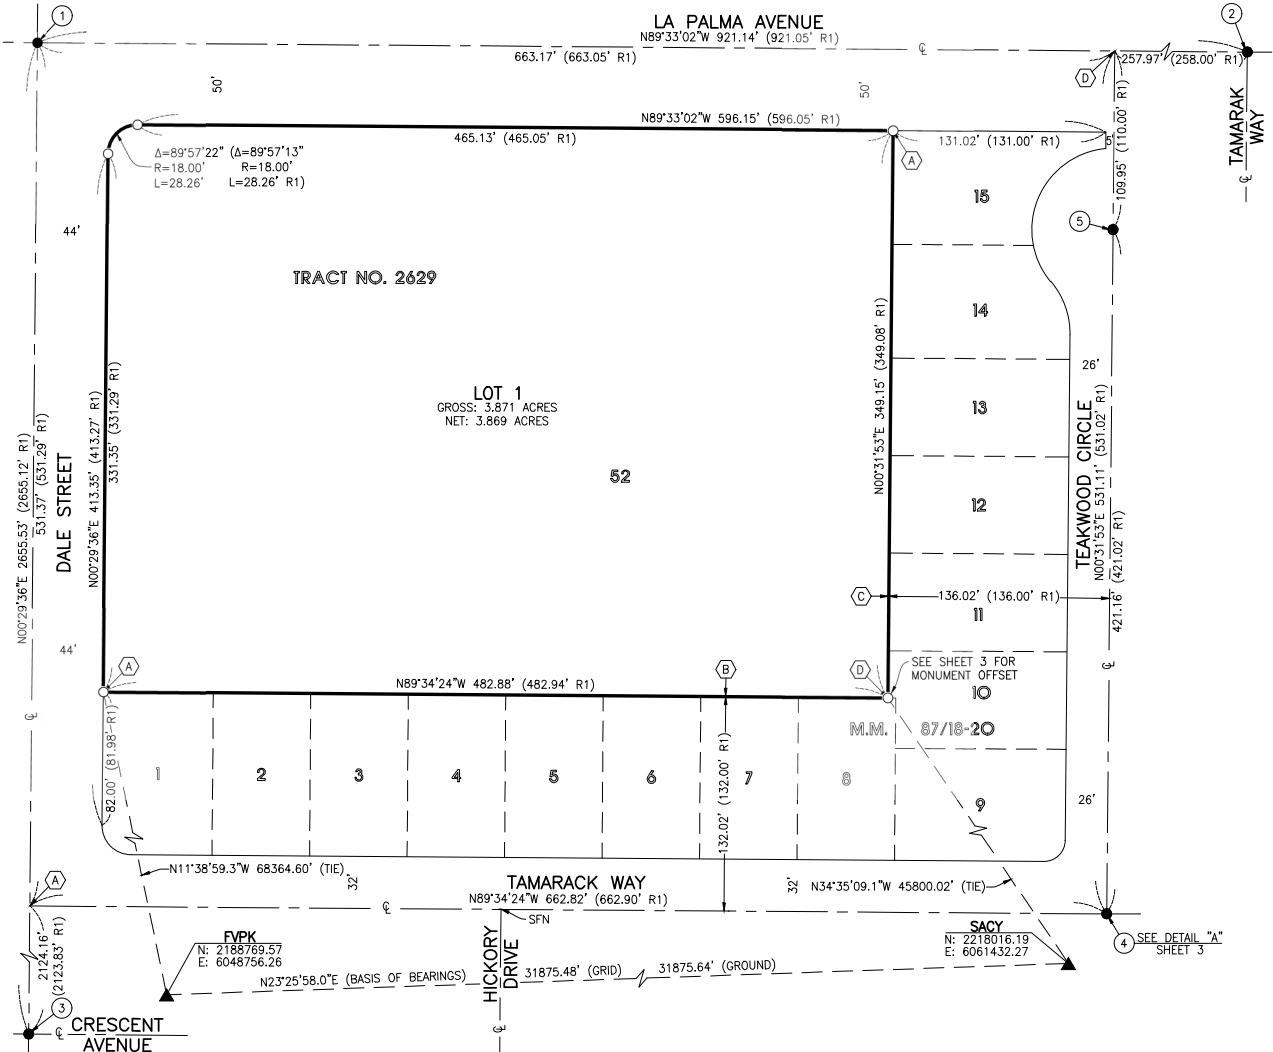 1
LA PALMA AVENUE
N89°33'02"W 921.14' (921.05' R1)
℄
663.17' (663.05' R1)
2
257.97' (258.00' R1)
D
50'
50'
TAMARAK
WAY
℄
N89°33'02"W 596.15' (596.05' R1)
465.13' (465.05' R1)
131.02' (131.00' R1)
5'
109.95' (110.00' R1)
A
Δ=89°57'22" (Δ=89°57'13"
R=18.00' R=18.00'
L=28.26' L=28.26' R1)
15
5
44'
TRACT NO. 2629
14
26'
LOT 1
GROSS: 3.871 ACRES
NET: 3.869 ACRES
13
52
12
N00°31'53"E 349.15' (349.08' R1)
N00°29'36"E 2655.53' (2655.12' R1)
531.37' (531.29' R1)
DALE STREET
N00°29'36"E 413.35' (413.27' R1)
331.35' (331.29' R1)
TEAKWOOD CIRCLE
N00°31'53"E 531.11' (531.02' R1)
421.16' (421.02' R1)
C
136.02' (136.00' R1)
11
44'
A
N89°34'24"W 482.88' (482.94' R1)
B
D
SEE SHEET 3 FOR
MONUMENT OFFSET
℄
10
℄
M.M. 87/18-20
82.00' (81.98' R1)
1
2
3
4
5
6
7
8
9
132.02' (132.00' R1)
26'
N11°38'59.3"W 68364.60' (TIE)
32'
A
TAMARACK WAY
32'
N34°35'09.1"W 45800.02' (TIE)
N89°34'24"W 662.82' (662.90' R1)
℄
SFN
2124.16'
(2123.83' R1)
FVPK
N: 2188769.57
E: 6048756.26
HICKORY
DRIVE
℄
SACY
N: 2218016.19
E: 6061432.27
4
SEE DETAIL "A"
SHEET 3
N23°25'58.0"E (BASIS OF BEARINGS)
31875.48' (GRID)
31875.64' (GROUND)
3
℄
CRESCENT
AVENUE